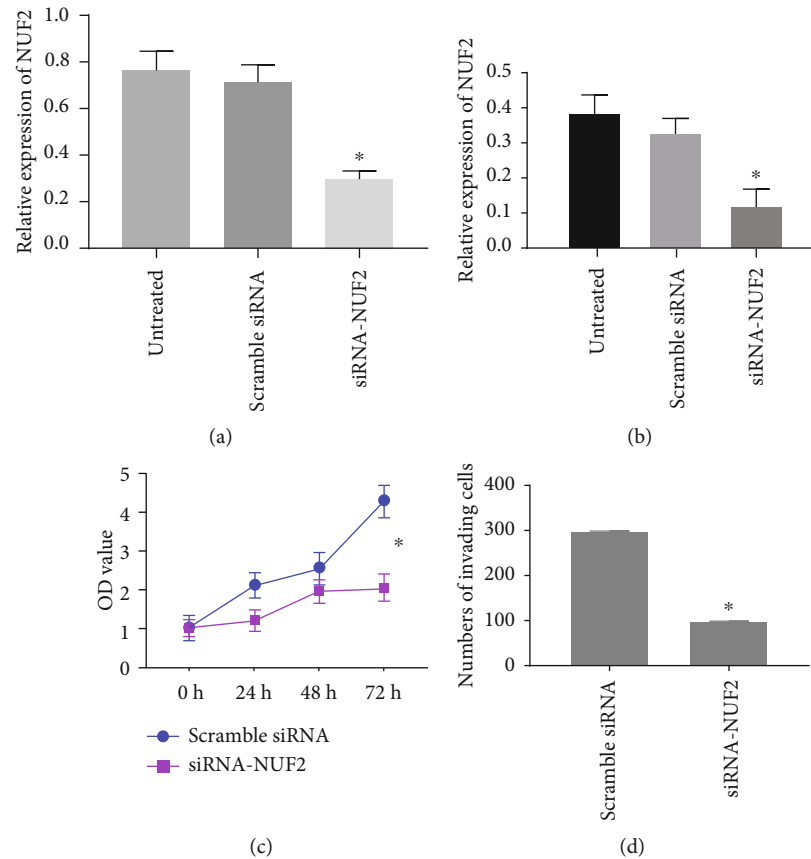 Relative expression of NUF2
1.0
0.8
0.6
0.4
0.2
0.0
*
Untreated
Scramble siRNA
siRNA-NUF2
(a)
Relative expression of NUF2
0.5
0.4
0.3
0.2
0.1
0.0
*
Untreated
Scramble siRNA
siRNA-NUF2
(b)
OD value
5
4
3
2
1
0
*
0 h 24 h 48 h 72 h
Scramble siRNA
siRNA-NUF2
(c)
Numbers of invading cells
400
300
200
100
0
*
Scramble siRNA
siRNA-NUF2
(d)